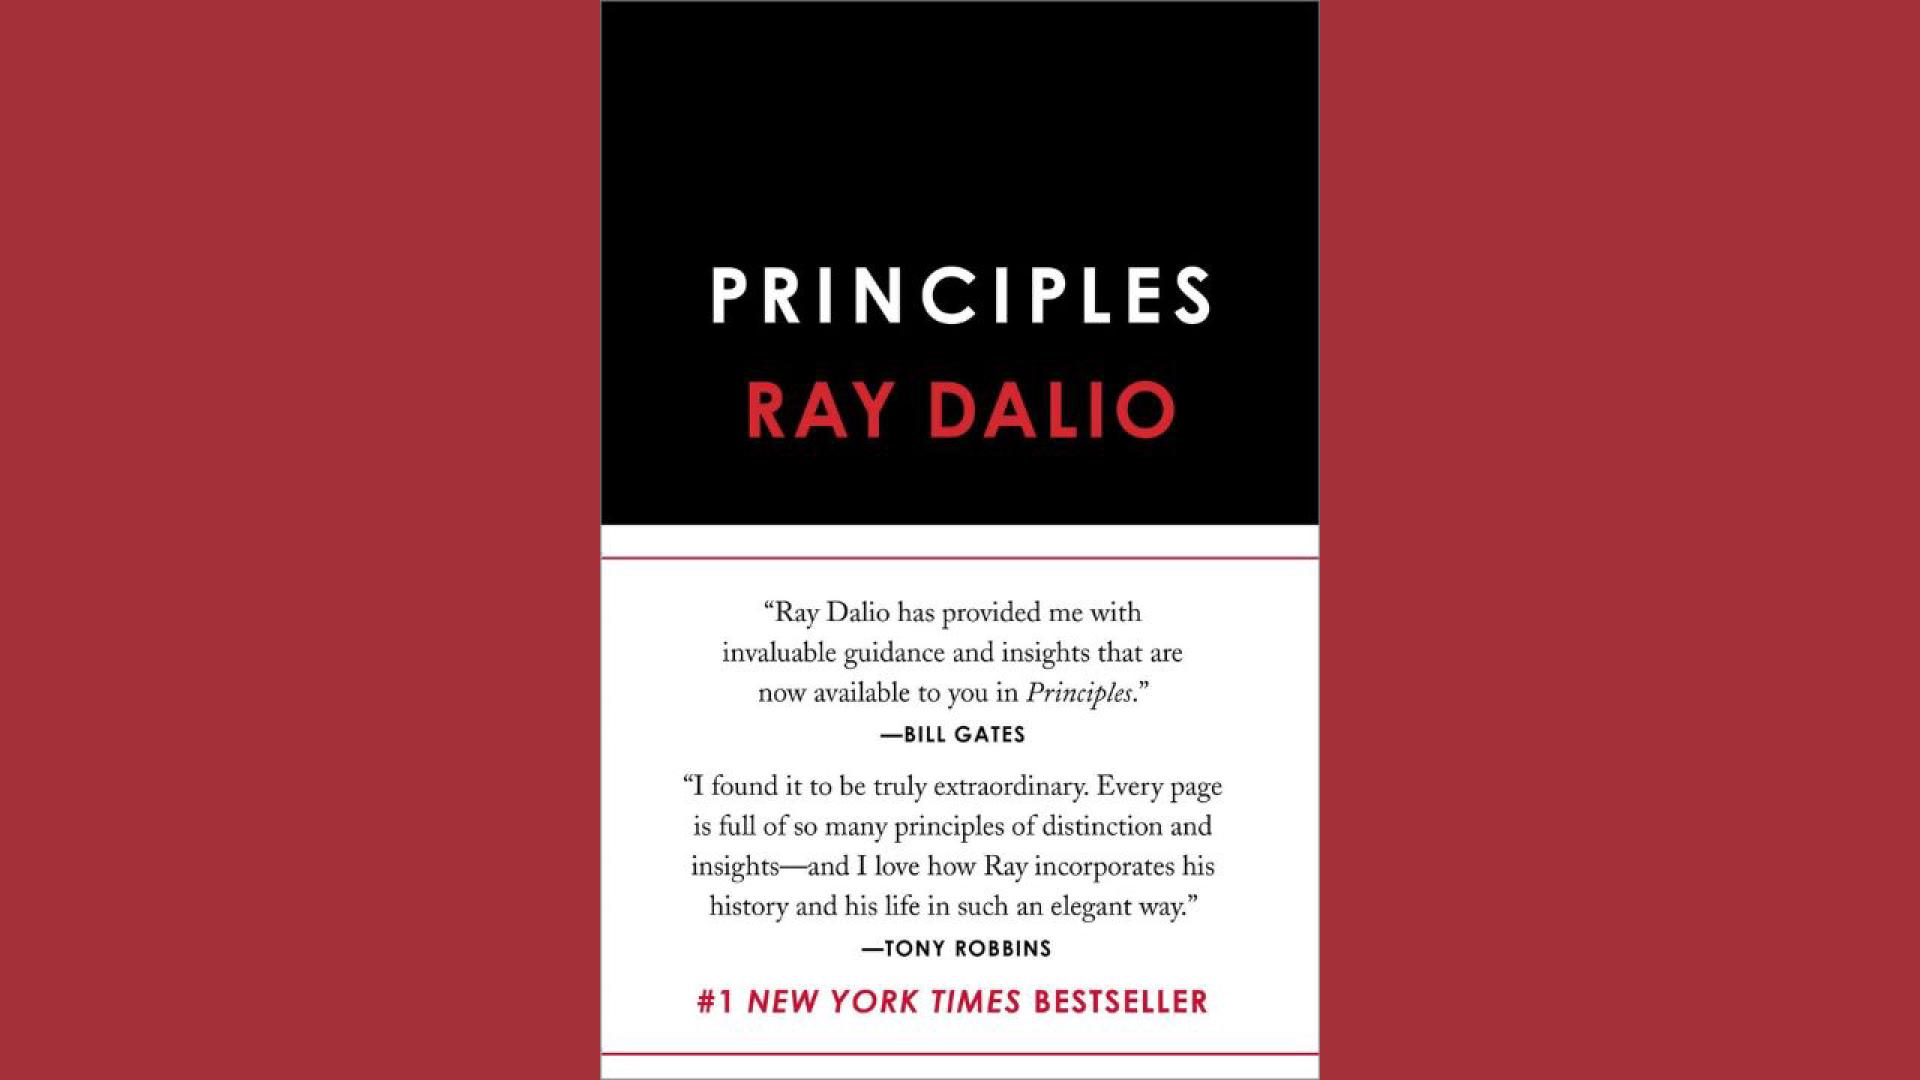 PRINCIPLES
RAY DALIO
“Ray Dalio has provided me with
invaluable guidance and insights that are
now available to you in Principles.”
—BILL GATES
“I found it to be truly extraordinary. Every page
is full of so many principles of distinction and
insights—and I love how Ray incorporates his
history and his life in such an elegant way.”
—TONY ROBBINS
#1 NEW YORK TIMES BESTSELLER